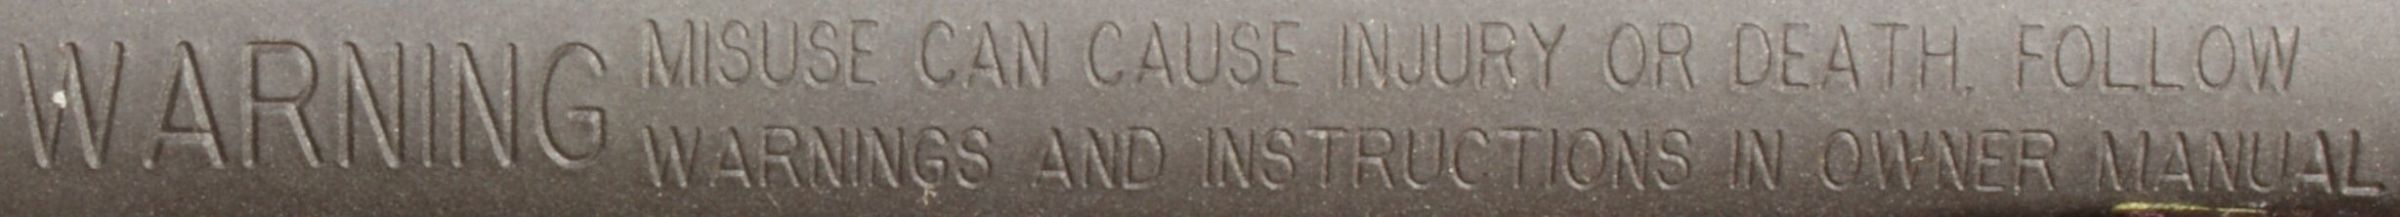 WARNING
MISUSE CAN CAUSE INJURY OR DEATH. FOLLOW
WARNINGS AND INSTRUCTIONS IN OWNER MANUAL